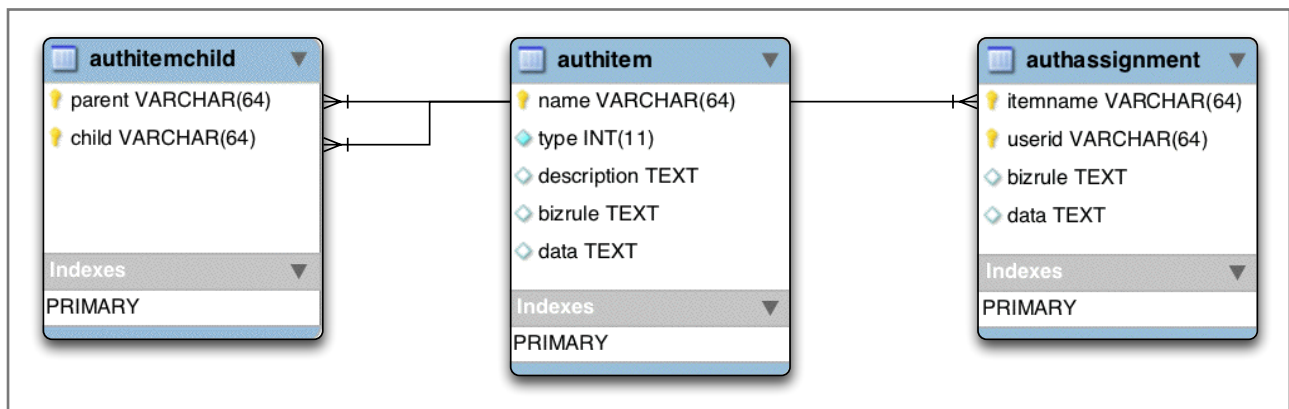 authitemchild
parent VARCHAR(64)
child VARCHAR(64)
Indexes
PRIMARY
authitem
name VARCHAR(64)
type INT(11)
description TEXT
bizrule TEXT
data TEXT
Indexes
PRIMARY
authassignment
itemname VARCHAR(64)
userid VARCHAR(64)
bizrule TEXT
data TEXT
Indexes
PRIMARY